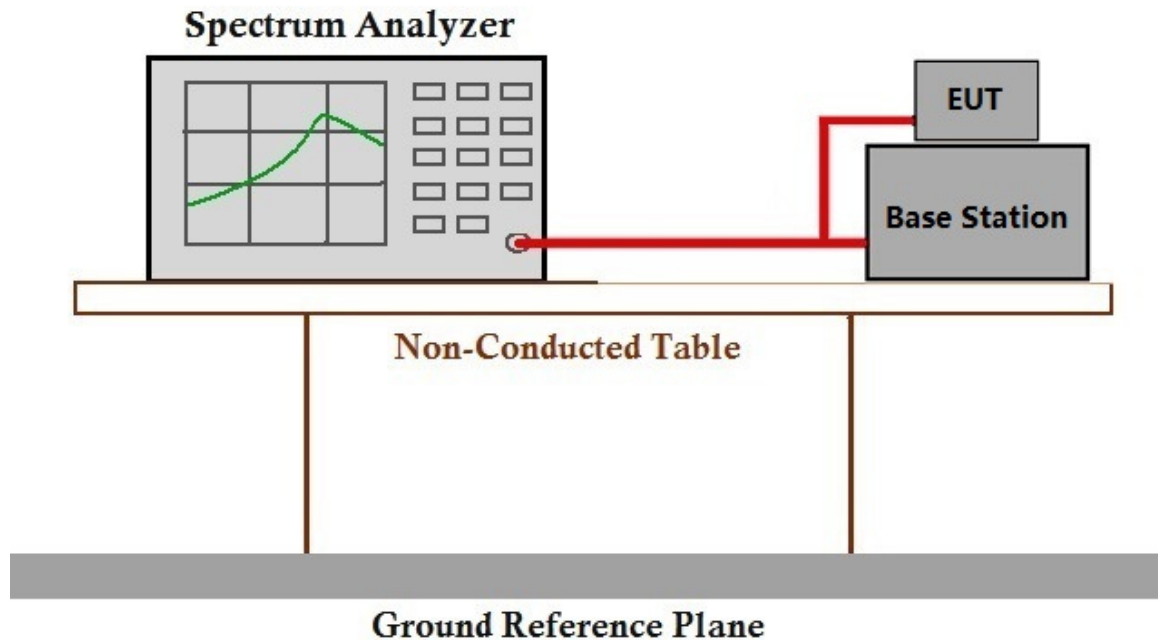 Spectrum Analyzer
EUT
Base Station
Non-Conducted Table
Ground Reference Plane